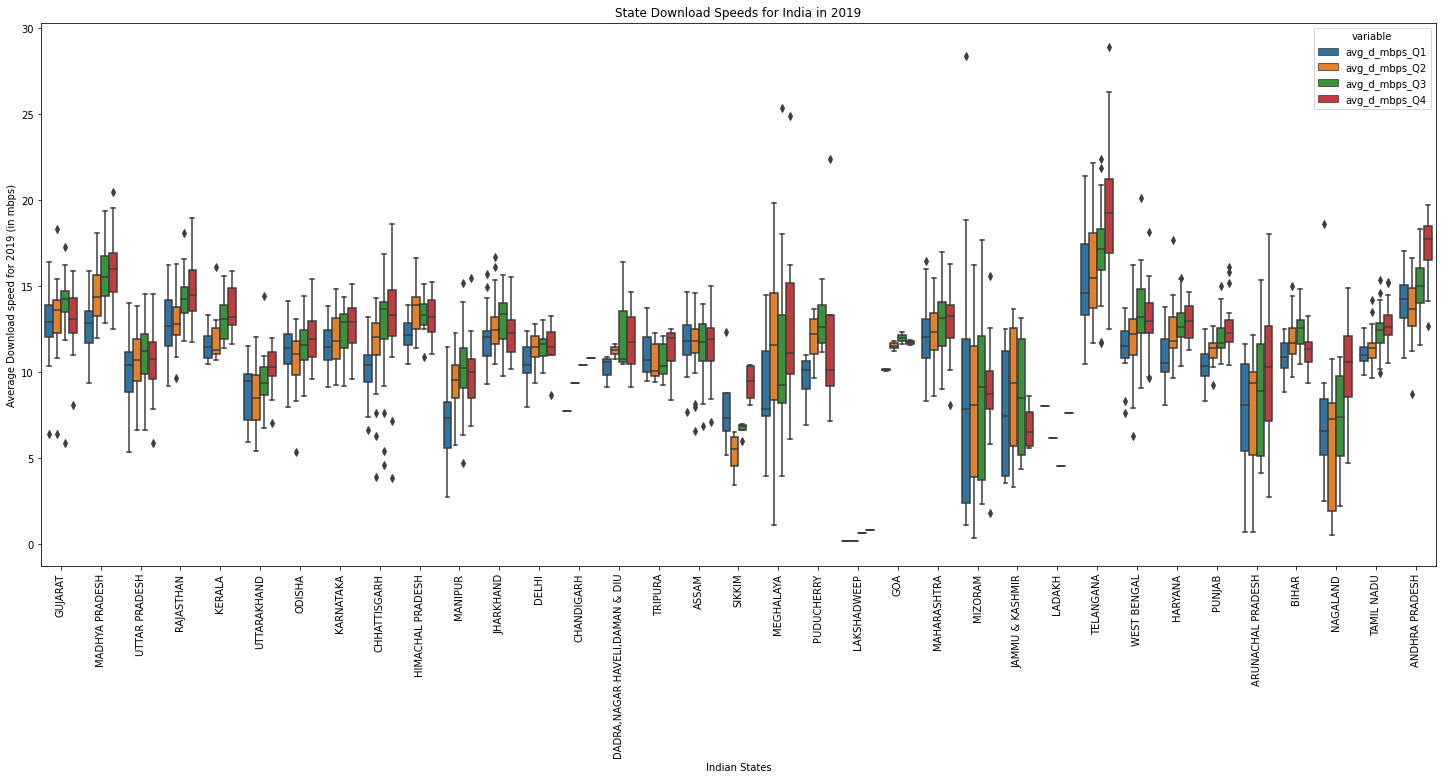 State Download Speeds for India in 2019
variable
avg_d_mbps_Q1
avg_d_mbps_Q2
avg_d_mbps_Q3
avg_d_mbps_Q4
Average Download speed for 2019 (in mbps)
30
25
20
15
10
5
0
GUJARAT
MADHYA PRADESH
UTTAR PRADESH
RAJASTHAN
KERALA
UTTARAKHAND
ODISHA
KARNATAKA
CHHATTISGARH
HIMACHAL PRADESH
MANIPUR
JHARKHAND
DELHI
CHANDIGARH
DADRA,NAGAR HAVELI,DAMAN & DIU
TRIPURA
ASSAM
SIKKIM
MEGHALAYA
PUDUCHERRY
LAKSHADWEEP
GOA
MAHARASHTRA
MIZORAM
JAMMU & KASHMIR
LADAKH
TELANGANA
WEST BENGAL
HARYANA
PUNJAB
ARUNACHAL PRADESH
BIHAR
NAGALAND
TAMIL NADU
ANDHRA PRADESH
Indian States